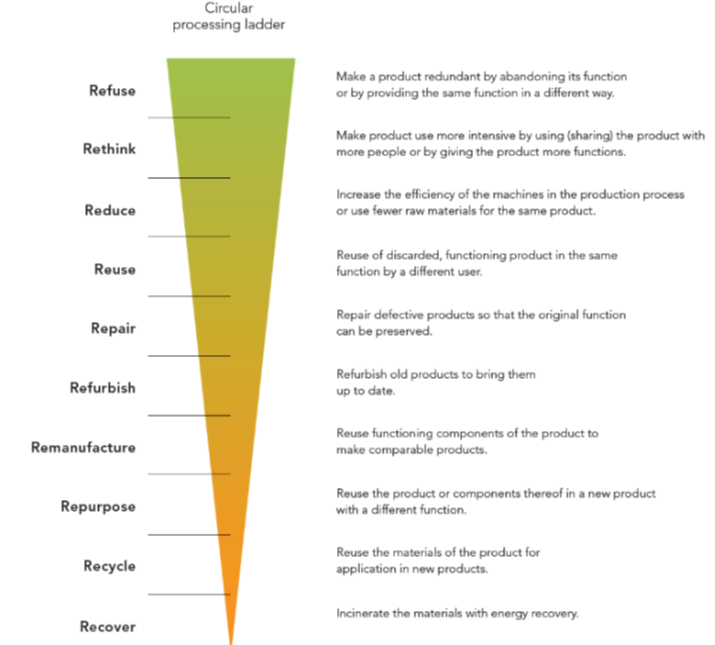 Circular
processing ladder
Refuse
Make a product redundant by abandoning its function
or by providing the same function in a different way.
Rethink
Make product use more intensive by using (sharing) the product with
more people or by giving the product more functions.
Reduce
Increase the efficiency of the machines in the production process
or use fewer raw materials for the same product.
Reuse
Reuse of discarded, functioning product in the same
function by a different user.
Repair
Repair defective products so that the original function
can be preserved.
Refurbish
Refurbish old products to bring them
up to date.
Remanufacture
Reuse functioning components of the product to
make comparable products.
Repurpose
Reuse the product or components thereof in a new product
with a different function.
Recycle
Reuse the materials of the product for
application in new products.
Recover
Incinerate the materials with energy recovery.